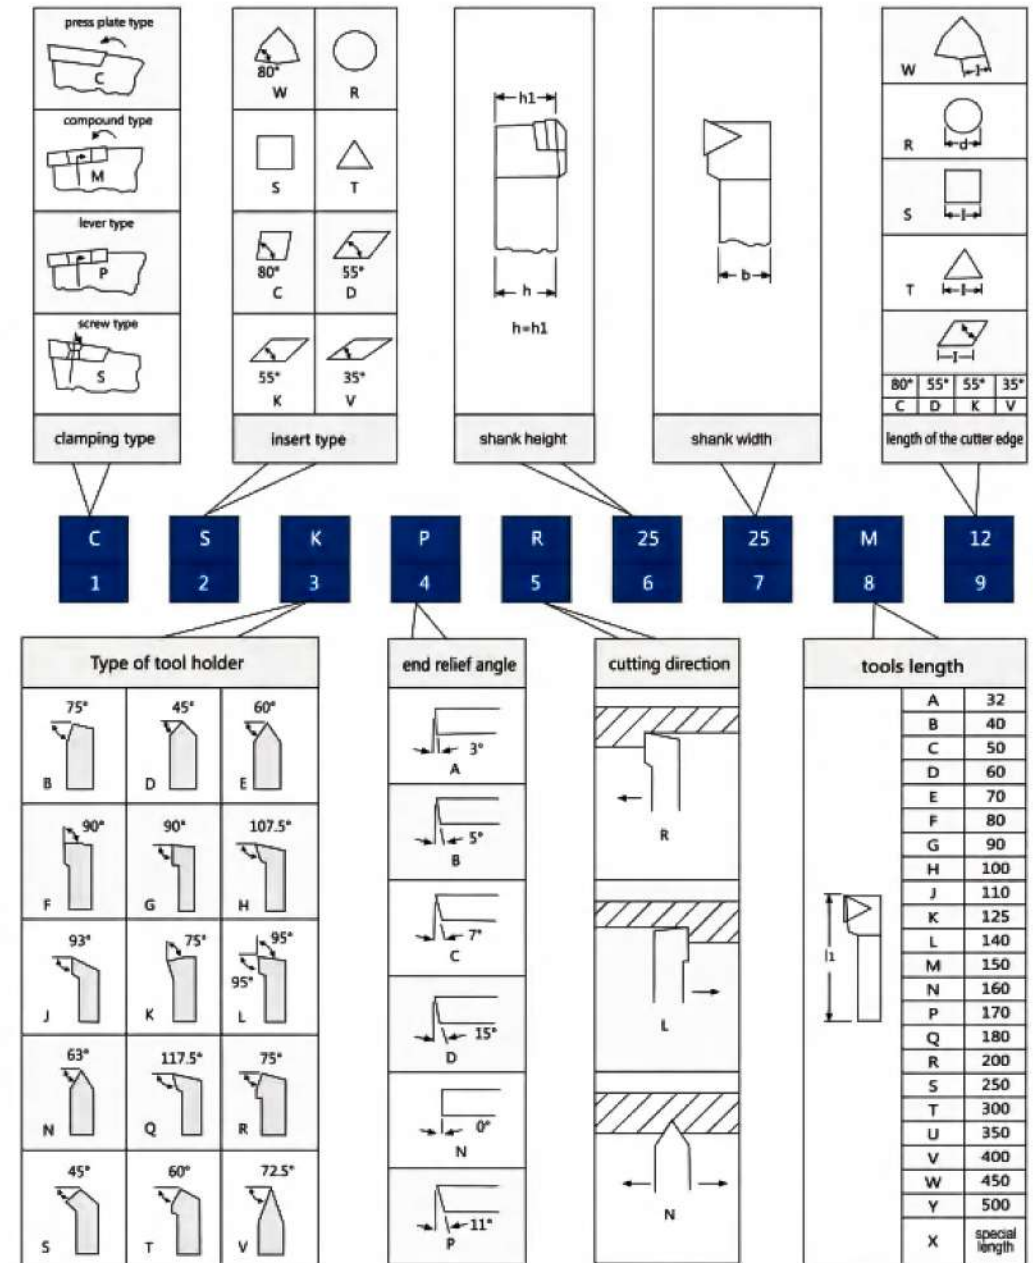 press plate type
C
compound type
M
lever type
P
screw type
S
clamping type
80°
W R
S T
80° 55°
C D
55° 35°
K V
insert type
h1
h
h=h1
shank height
b
shank width
W I
R d
S I
T I
I
80° 55° 55° 35°
C D K V
length of the cutter edge
C S K P R 25 25 M 12
1 2 3 4 5 6 7 8 9
Type of tool holder
75° 45° 60°
B D E
90° 90° 107.5°
F G H
93° 75° 95°
95°
J K L
63° 117.5° 75°
N Q R
45° 60° 72.5°
S T V
end relief angle
3°
A
5°
B
7°
C
15°
D
0°
N
11°
P
cutting direction
R
L
N
tools length
l1
A 32
B 40
C 50
D 60
E 70
F 80
G 90
H 100
J 110
K 125
L 140
M 150
N 160
P 170
Q 180
R 200
S 250
T 300
U 350
V 400
W 450
Y 500
X special
length